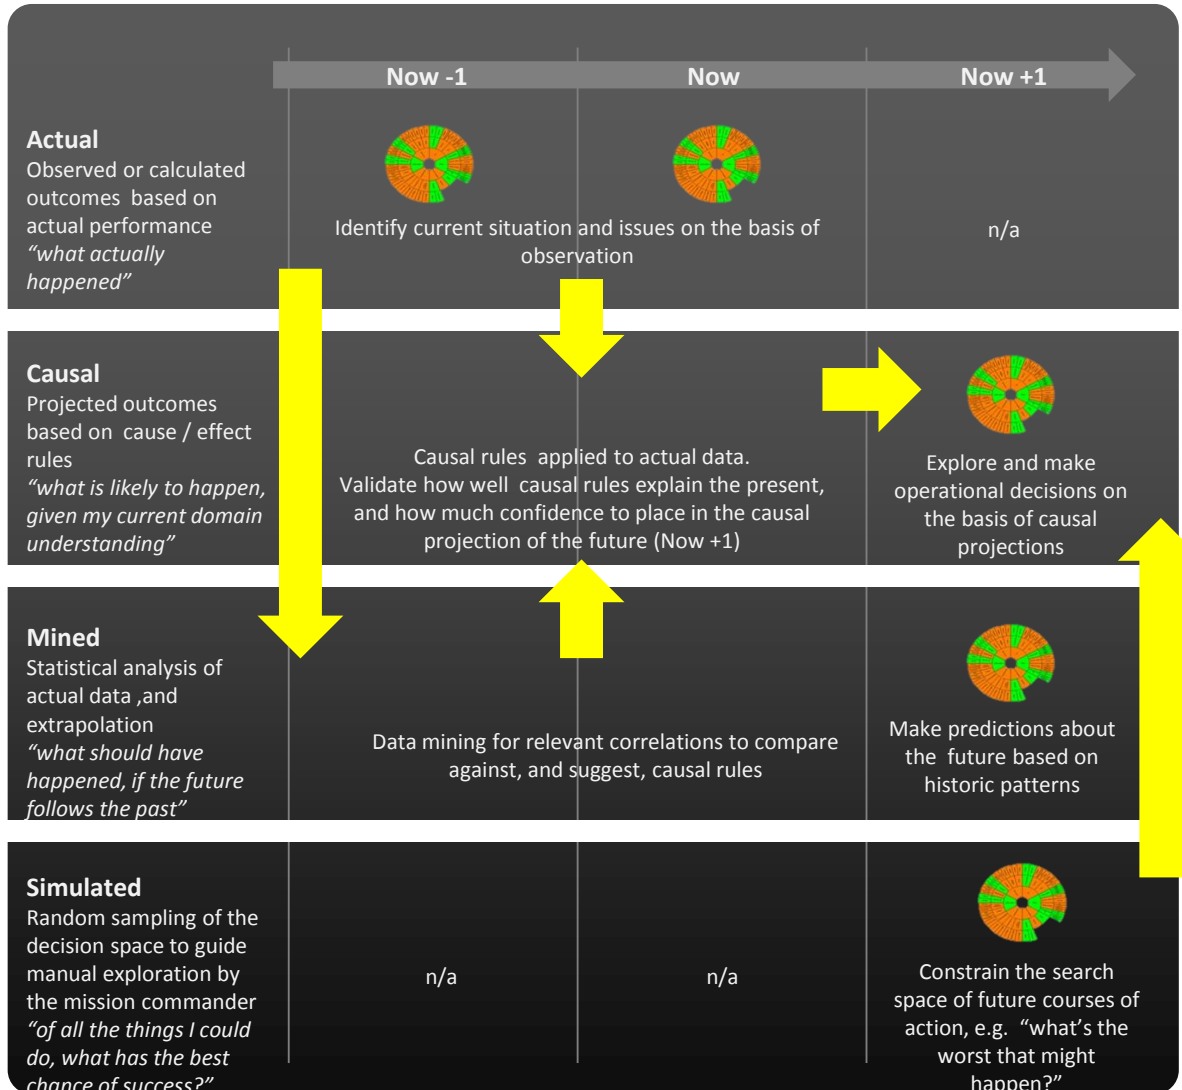 Now -1
Now
Now +1
Actual
Observed or calculated
outcomes based on
actual performance
“what actually
happened”
Identify current situation and issues on the basis of
observation
n/a
Causal
Projected outcomes
based on cause / effect
rules
“what is likely to happen,
given my current domain
understanding”
Causal rules applied to actual data.
Validate how well causal rules explain the present,
and how much confidence to place in the causal
projection of the future (Now +1)
Explore and make
operational decisions on
the basis of causal
projections
Mined
Statistical analysis of
actual data ,and
extrapolation
“what should have
happened, if the future
follows the past”
Data mining for relevant correlations to compare
against, and suggest, causal rules
Make predictions about
the future based on
historic patterns
Simulated
Random sampling of the
decision space to guide
manual exploration by
the mission commander
“of all the things I could
do, what has the best
chance of success?”
n/a
n/a
Constrain the search
space of future courses of
action, e.g. “what’s the
worst that might
happen?”